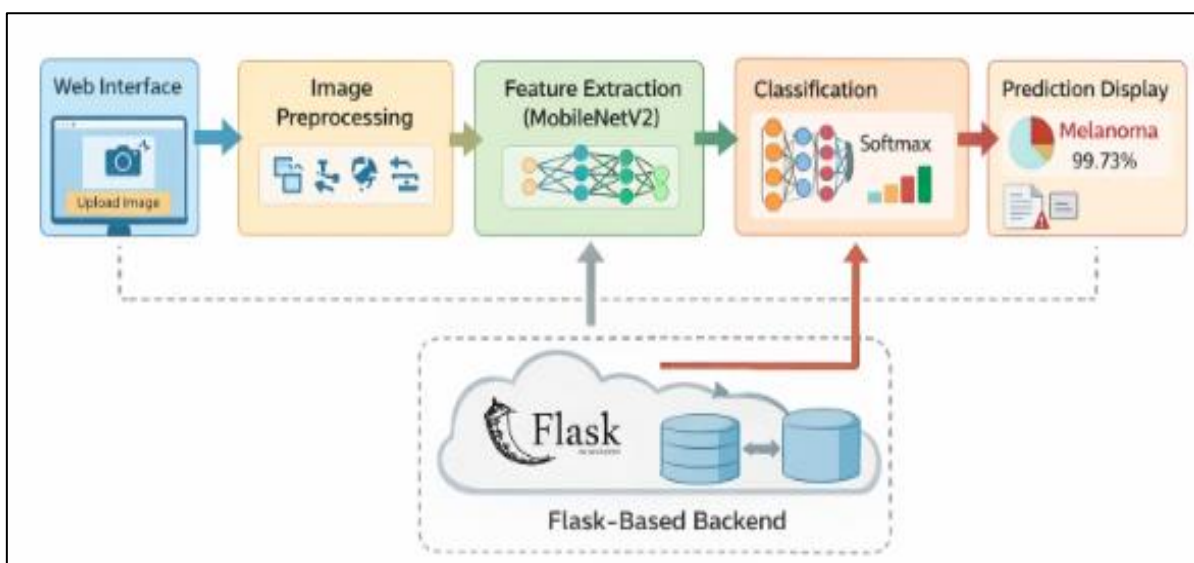 Web Interface
Upload Image
Image
Preprocessing
Feature Extraction
(MobileNetV2)
Classification
Softmax
Prediction Display
Melanoma
99.73%
Flask
Flask-Based Backend